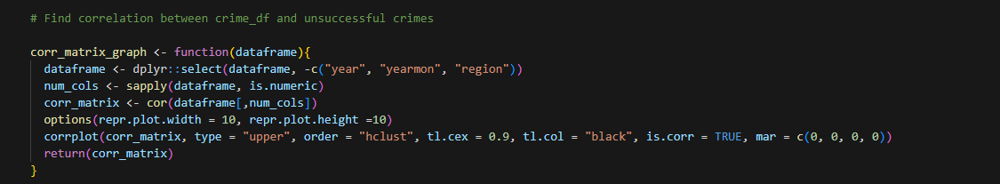 # Find correlation between crime_df and unsuccessful crimes
corr_matrix_graph <- function(dataframe){
dataframe <- dplyr::select(dataframe, -c("year", "yearmon", "region"))
num_cols <- sapply(dataframe, is.numeric)
corr_matrix <- cor(dataframe[,num_cols])
options(repr.plot.width = 10, repr.plot.height =10)
corrplot(corr_matrix, type = "upper", order = "hclust", tl.cex = 0.9, tl.col = "black", is.corr = TRUE, mar = c(0, 0, 0, 0))
return(corr_matrix)
}